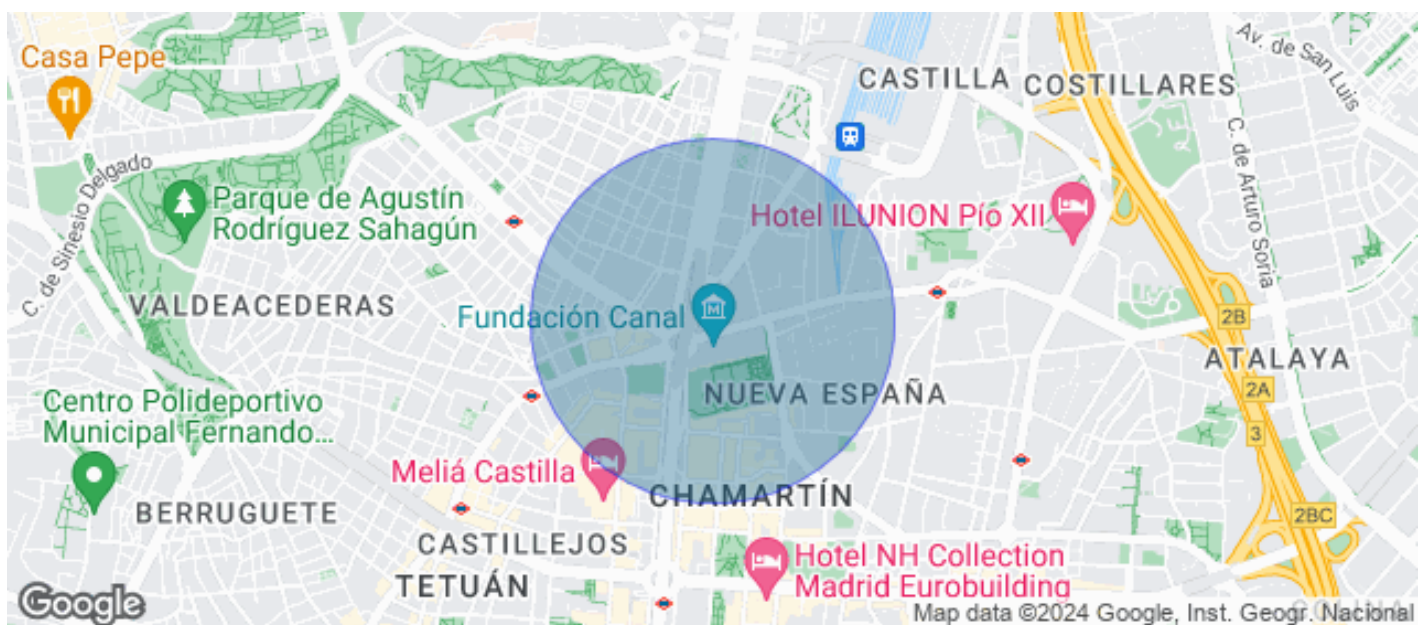 Casa Pepe
CASTILLA
COSTILLARES
Av. de San Luis
C. de Sinesio Delgado
Parque de Agustín
Rodríguez Sahagún
C. de Arturo Soria
Hotel ILUNION Pío XII
VALDEACEDERAS
Fundación Canal
M
2B
ATALAYA
NUEVA ESPAÑA
2A
3
Centro Polideportivo
Municipal Fernando...
Meliá Castilla
CHAMARTÍN
BERRUGUETE
2BC
CASTILLEJOS
TETUÁN
Hotel NH Collection
Madrid Eurobuilding
Google
Map data ©2024 Google, Inst. Geogr. Nacional